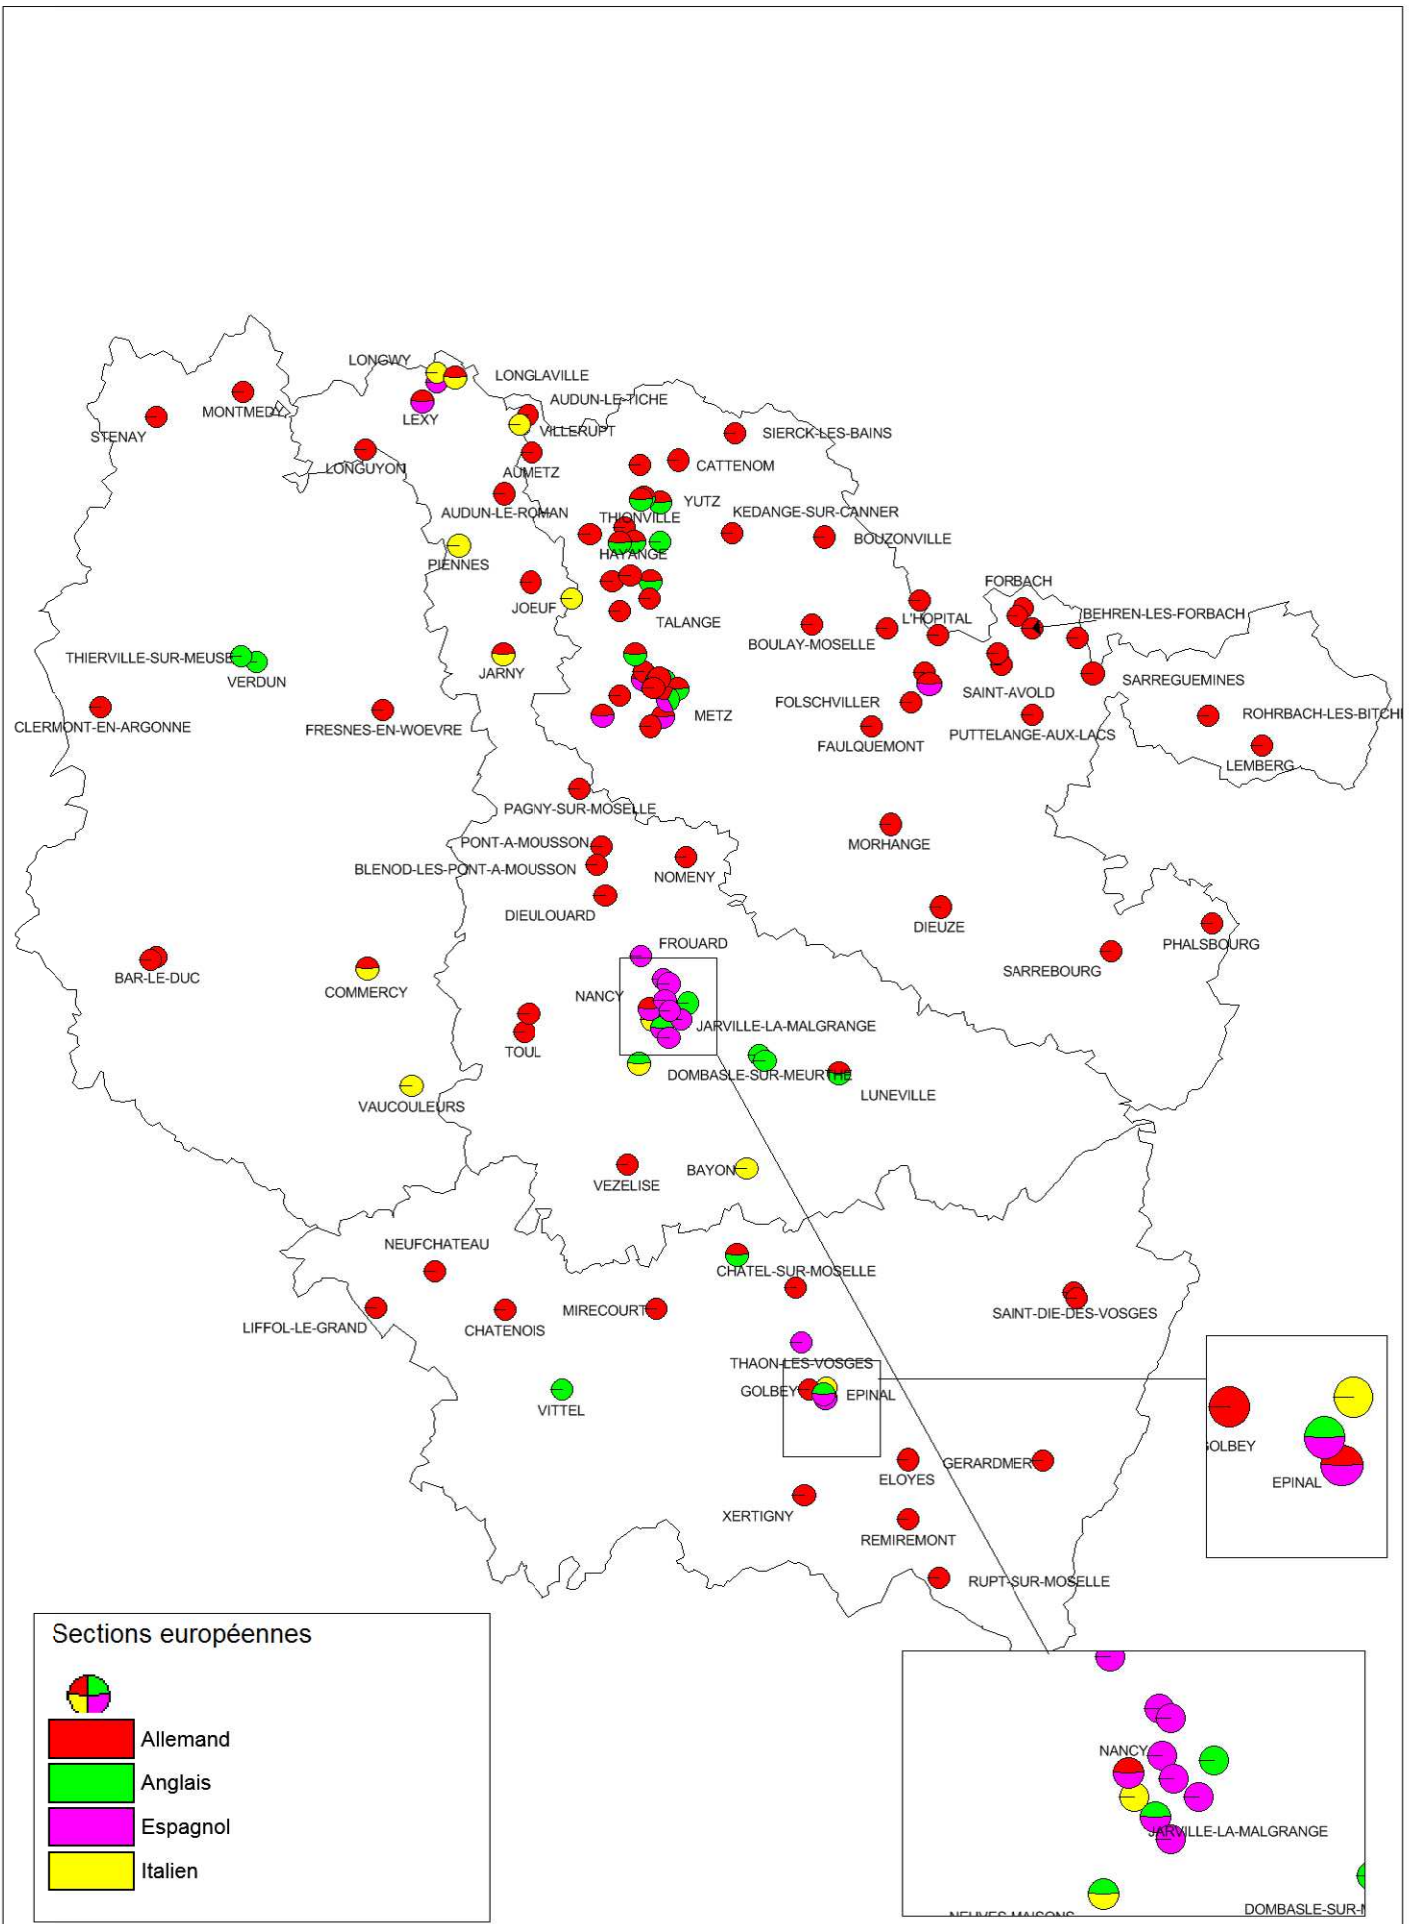 LONGWY
LONGLAVILLE
MONTMEDY
AUDUN-LE-TICHE
STENAY
LEXY
VILLERUPT
SIERCK-LES-BAINS
LONGUYON
AUMETZ
CATTENOM
AUDUN-LE-ROMAN
YUTZ
THIONVILLE
KEDANGE-SUR-CANNER
BOUZONVILLE
HAYANGE
PIENNES
FORBACH
JOEUF
TALANGE
L'HOPITAL
BEHREN-LES-FORBACH
BOULAY-MOSELLE
THIERVILLE-SUR-MEUSE
VERDUN
JARNY
SARREGUEMINES
SAINT-AVOLD
FOLSCHVILLER
CLERMONT-EN-ARGONNE
FRESNES-EN-WOEVRE
METZ
ROHRBACH-LES-BITCH
FAULQUEMONT
PUTTELANGE-AUX-LACS
LEMBERG
PAGNY-SUR-MOSELLE
PONT-A-MOUSSON
MORHANGE
BLENOD-LES-PONT-A-MOUSSON
NOMENY
DIEULOUARD
DIEUZE
FROUARD
PHALSBOURG
BAR-LE-DUC
COMMERCY
NANCY
SARREBOURG
JARVILLE-LA-MALGRANGE
TOUL
DOMBASLE-SUR-MEURTHE
LUNEVILLE
VAUCOULEURS
BAYON
VEZELISE
NEUFCHATEAU
CHATEL-SUR-MOSELLE
LIFFOL-LE-GRAND
CHATENOIS
MIRECOURT
SAINT-DIE-DES-VOSGES
THAON-LES-VOSGES
GOLBEY
EPINAL
VITTEL
GOLBEY
EPINAL
ELOYES
GERARDMER
XERTIGNY
REMIREMONT
RUPT-SUR-MOSELLE
Sections européennes
Allemand
Anglais
Espagnol
Italien
NANCY
JARVILLE-LA-MALGRANGE
NEUVES-MAISONS
DOMBASLE-SUR-M